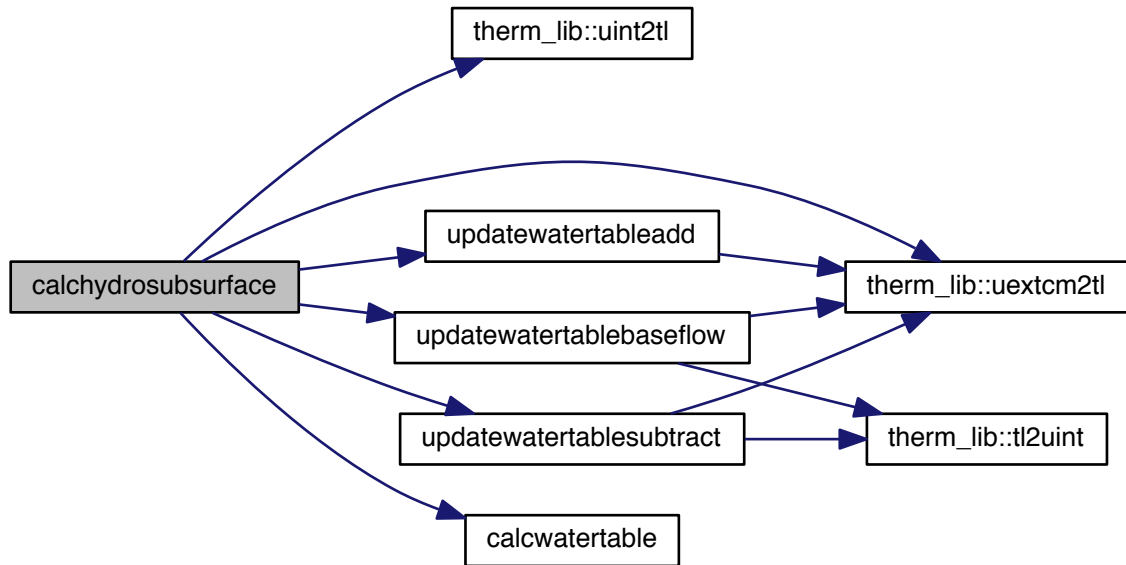 therm_lib::uint2tl
updatewatertableadd
calchydrosubsurface
therm_lib::uextcm2tl
updatewatertablebaseflow
updatewatertablesubtract
therm_lib::tl2uint
calcwatertable